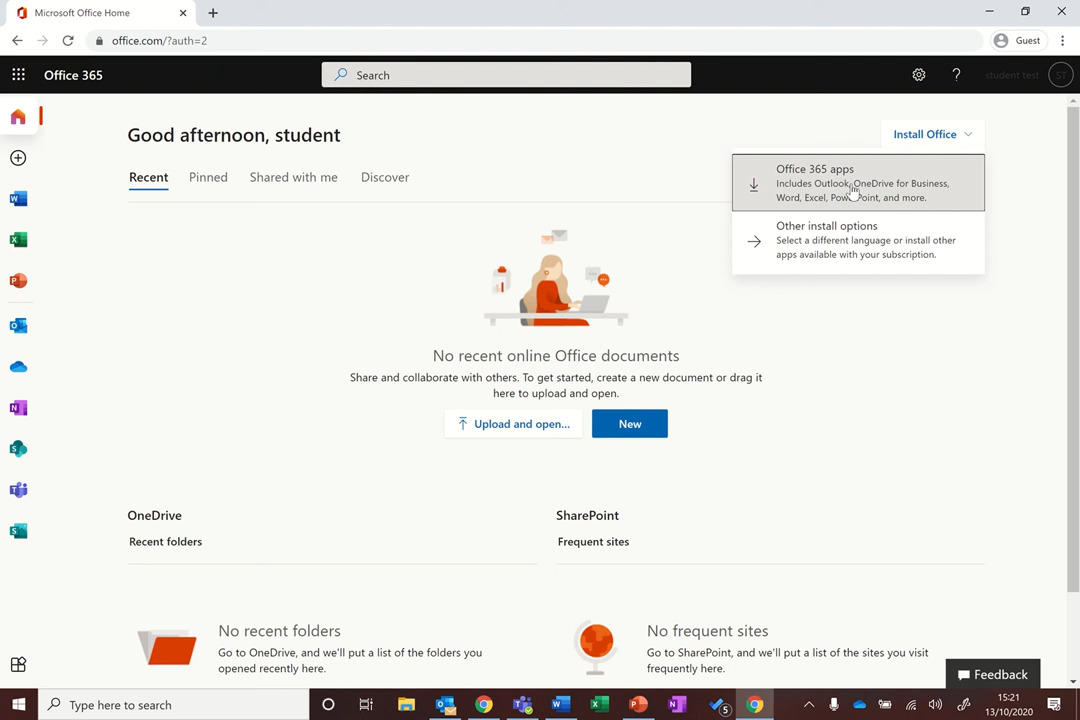 Microsoft Office Home
office.com/?auth=2
Guest
Office 365
Search
student test
ST
Good afternoon, student
Install Office
Recent
Pinned
Shared with me
Discover
Office 365 apps
Includes Outlook, OneDrive for Business,
Word, Excel, PowerPoint, and more.
Other install options
Select a different language or install other
apps available with your subscription.
No recent online Office documents
Share and collaborate with others. To get started, create a new document or drag it
here to upload and open.
Upload and open...
New
OneDrive
SharePoint
Recent folders
Frequent sites
No recent folders
Go to OneDrive, and we'll put a list of the folders you
opened recently here.
No frequent sites
Go to SharePoint, and we'll put a list of the sites you visit
frequently here.
Feedback
Type here to search
5
15:21
13/10/2020